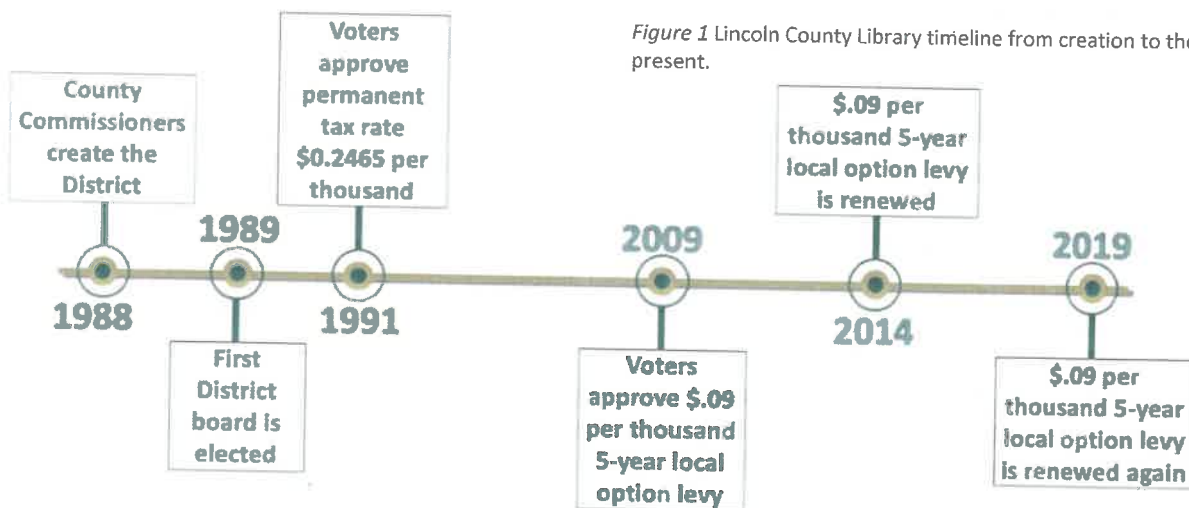 Figure 1 Lincoln County Library timeline from creation to the
present.
County
Commissioners
create the
District
1988
1989
First
District
board is
elected
Voters
approve
permanent
tax rate
$0.2465 per
thousand
1991
2009
Voters
approve $.09
per thousand
5-year local
option levy
$.09 per
thousand 5-year
local option levy
is renewed
2014
2019
$.09 per
thousand 5-year
local option levy
is renewed again